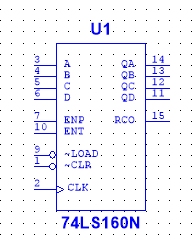 U1
3 A QA 14
4 B QB 13
5 C QC 12
6 D QD 11
7 ENP RCO 15
10 ENT
9 ~LOAD
1 ~CLR
2 CLK
74LS160N